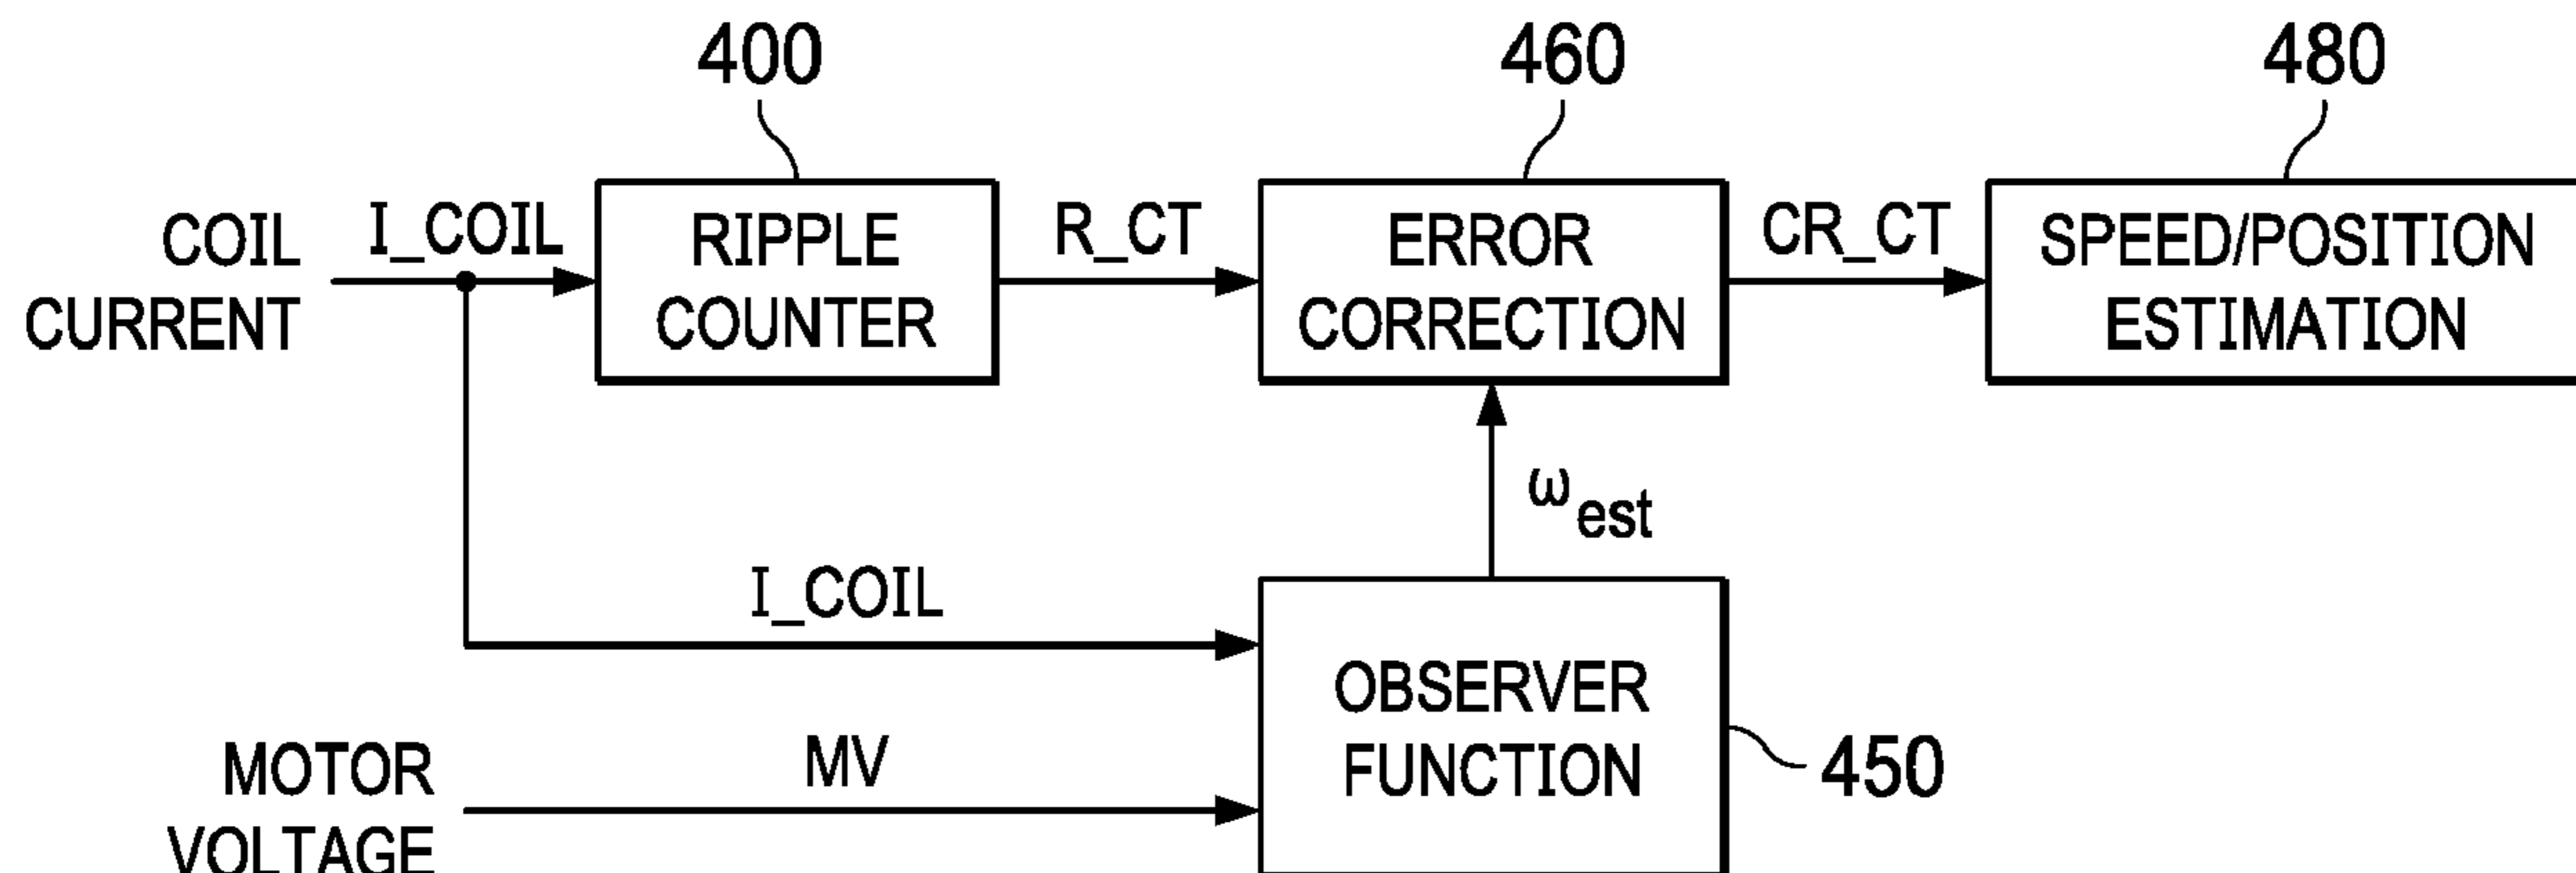 400
460
480
COIL
CURRENT
I_COIL
RIPPLE
COUNTER
R_CT
ERROR
CORRECTION
CR_CT
SPEED/POSITION
ESTIMATION
ω_est
I_COIL
OBSERVER
FUNCTION
450
MOTOR
VOLTAGE
MV